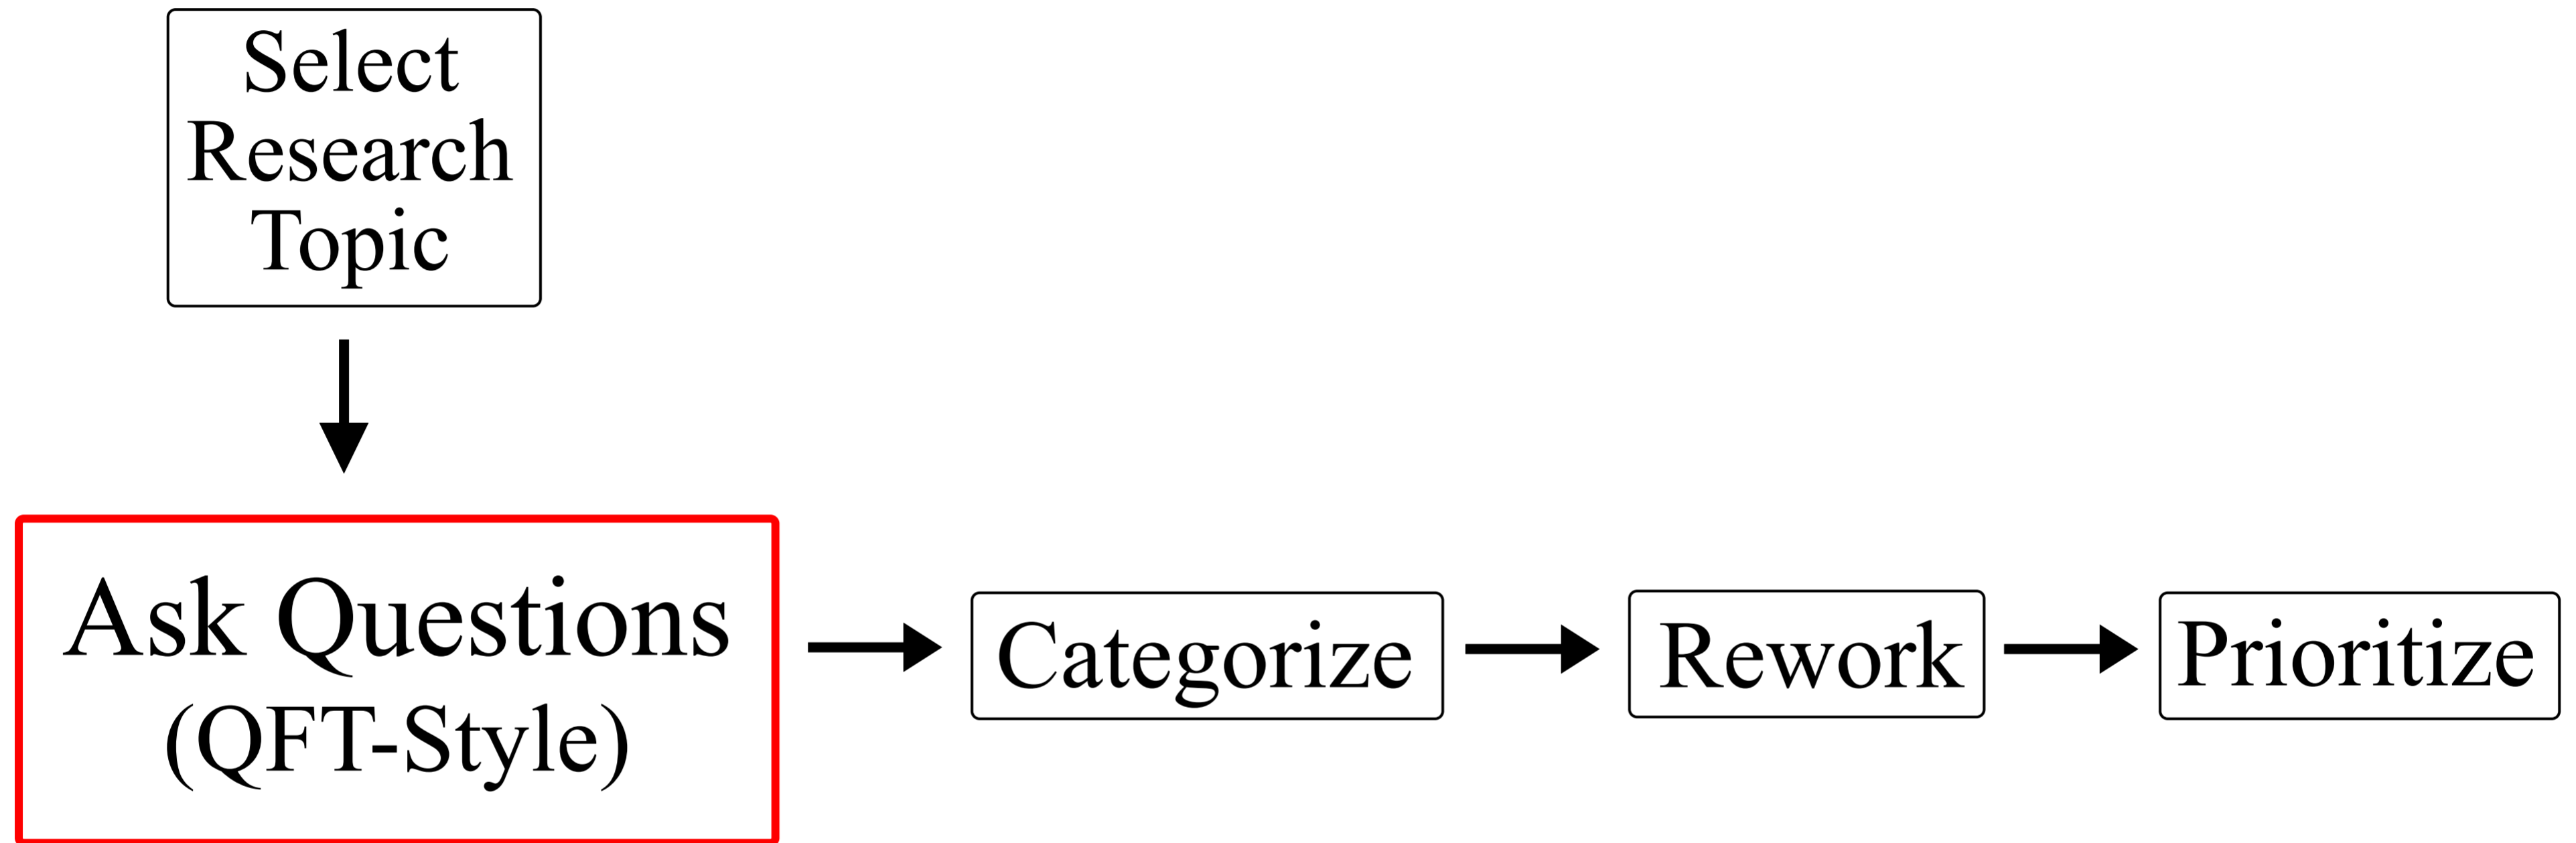 Select
Research
Topic
Ask Questions
(QFT-Style)
Categorize
Rework
Prioritize